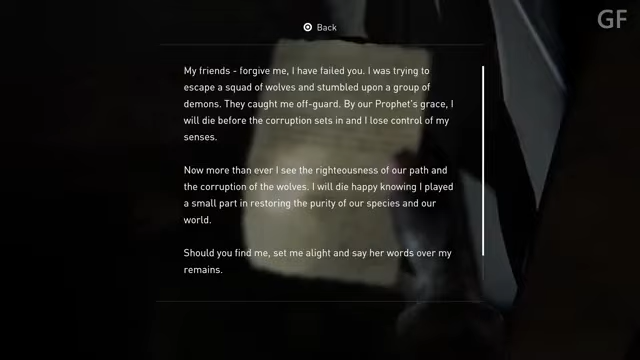 GF
Back
My friends - forgive me, I have failed you. I was trying to
escape a squad of wolves and stumbled upon a group of
demons. They caught me off-guard. By our Prophet's grace, I
will die before the corruption sets in and I lose control of my
senses.
Now more than ever I see the righteousness of our path and
the corruption of the wolves. I will die happy knowing I played
a small part in restoring the purity of our species and our
world.
Should you find me, set me alight and say her words over my
remains.